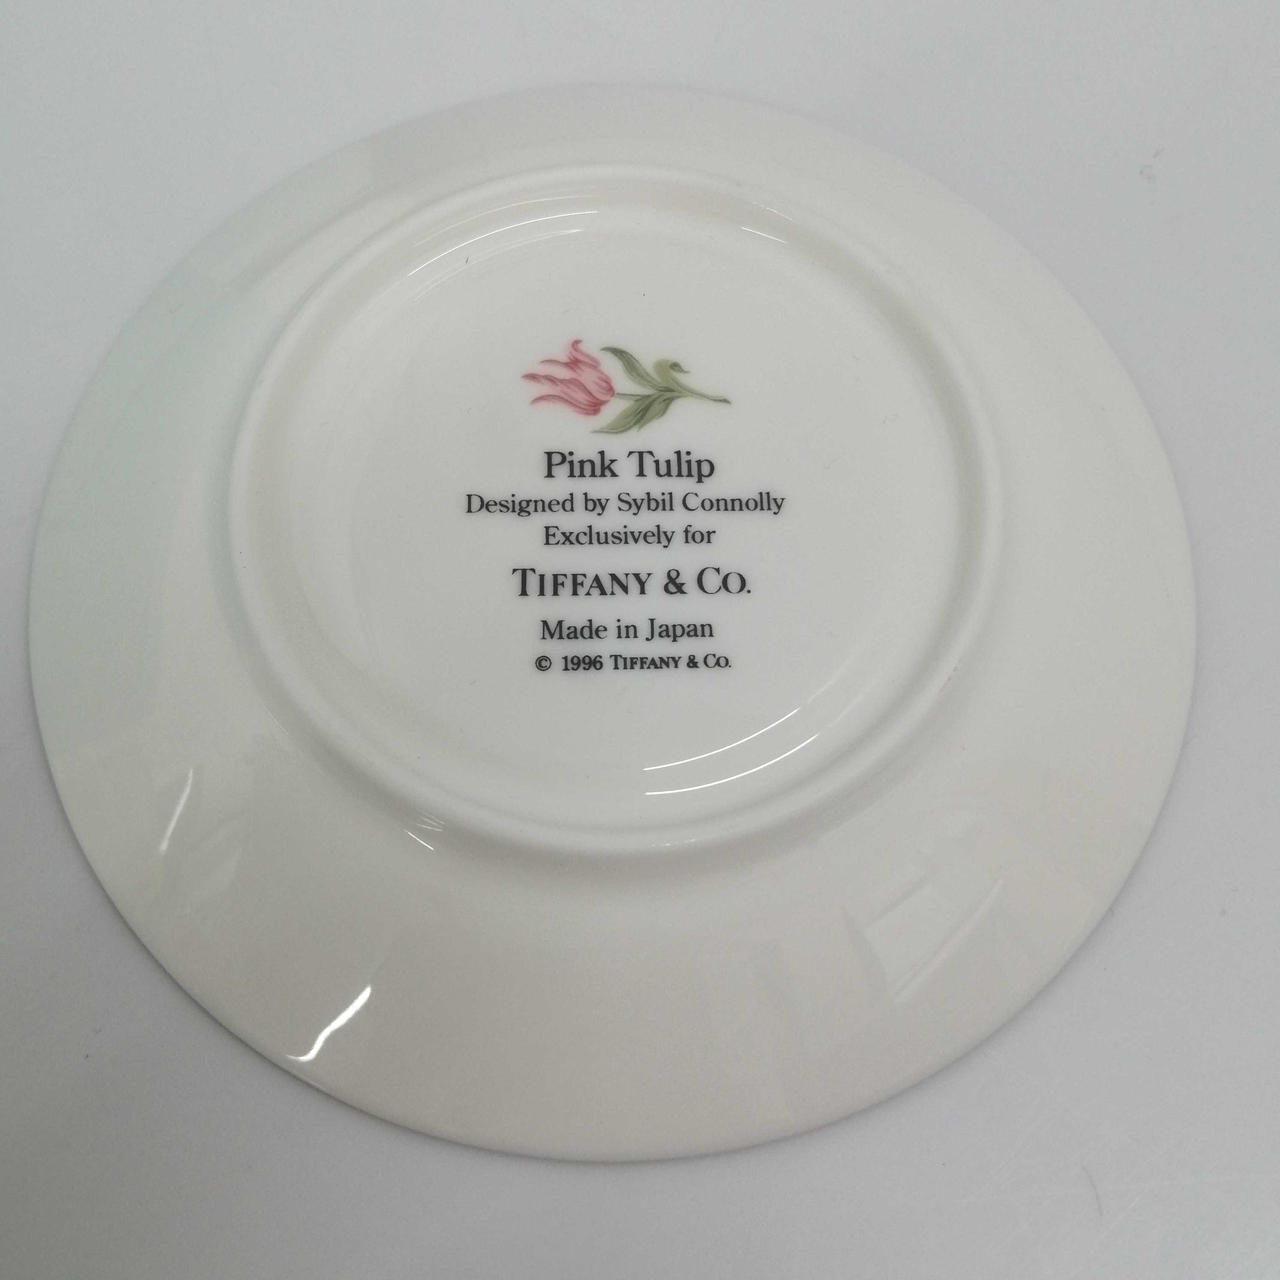 Pink Tulip
Designed by Sybil Connolly
Exclusively for
TIFFANY & CO.
Made in Japan
© 1996 TIFFANY & CO.